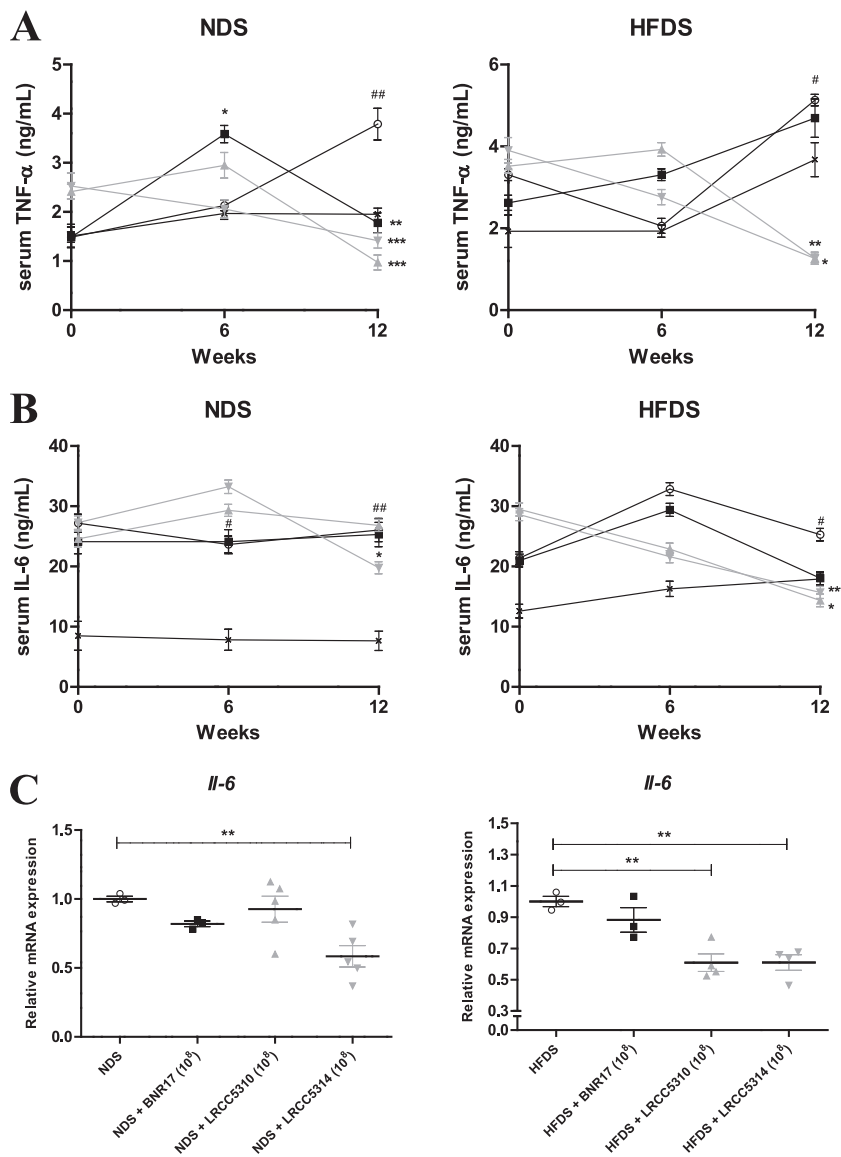 A
NDS
HFDS
serum TNF-α (ng/mL)
5
4
3
2
1
0
*
##
**
***
***
0
6
12
Weeks
serum TNF-α (ng/mL)
6
4
2
0
#
**
*
0
6
12
Weeks
B
NDS
HFDS
serum IL-6 (ng/mL)
40
30
20
10
0
#
##
*
0
6
12
Weeks
serum IL-6 (ng/mL)
40
30
20
10
0
#
**
*
0
6
12
Weeks
C
Il-6
Il-6
Relative mRNA expression
1.5
1.0
0.5
0.0
**
NDS
NDS + BNR17 (10⁸)
NDS + LRCC5310 (10⁸)
NDS + LRCC5314 (10⁸)
Relative mRNA expression
1.5
1.3
1.1
0.9
0.7
0.5
0.3
0.0
**
**
HFDS
HFDS + BNR17 (10⁸)
HFDS + LRCC5310 (10⁸)
HFDS + LRCC5314 (10⁸)